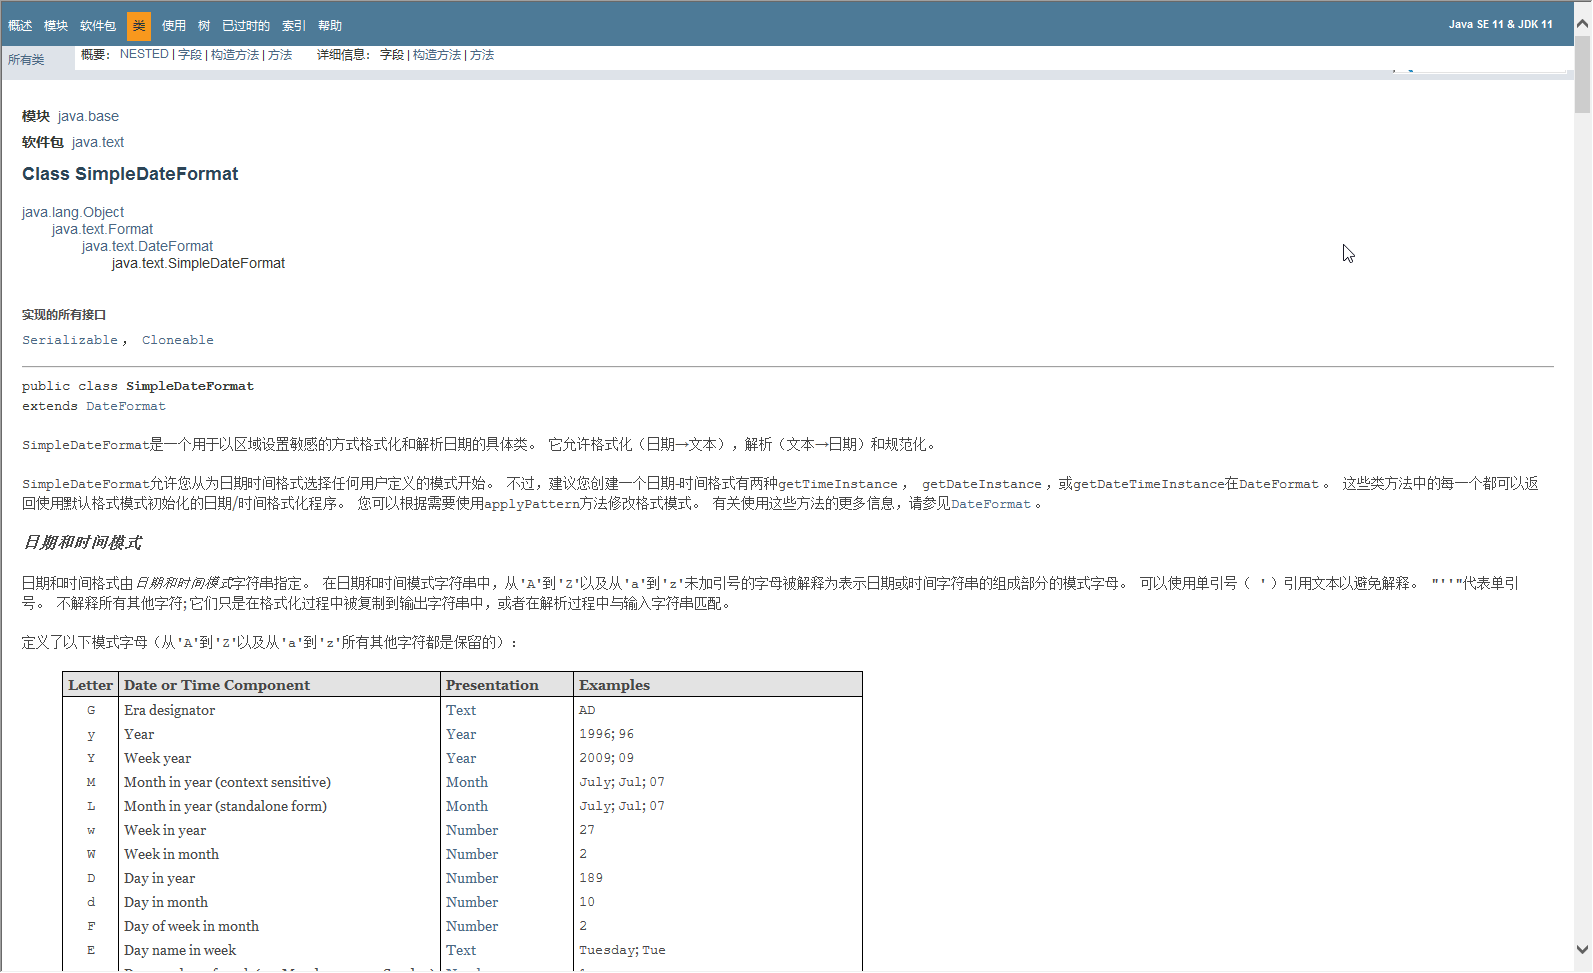 概述 模块 软件包 类 使用 树 已过时的 索引 帮助 Java SE 11 & JDK 11
所有类 概要: NESTED | 字段 | 构造方法 | 方法 详细信息: 字段 | 构造方法 | 方法
模块 java.base
软件包 java.text
Class SimpleDateFormat
java.lang.Object
java.text.Format
java.text.DateFormat
java.text.SimpleDateFormat
实现的所有接口
Serializable , Cloneable
public class SimpleDateFormat
extends DateFormat
SimpleDateFormat是一个用于以区域设置敏感的方式格式化和解析日期的具体类。 它允许格式化（日期→文本），解析（文本→日期）和规范化。
SimpleDateFormat允许您从为日期时间格式选择任何用户定义的模式开始。 不过，建议您创建一个日期-时间格式有两种getTimeInstance , getDateInstance ，或getDateTimeInstance在DateFormat 。 这些类方法中的每一个都可以返
回使用默认格式模式初始化的日期/时间格式化程序。 您可以根据需要使用applyPattern方法修改格式模式。 有关使用这些方法的更多信息，请参见DateFormat 。
日期和时间模式
日期和时间格式由日期和时间模式字符串指定。 在日期和时间模式字符串中，从'A'到'Z'以及从'a'到'z'未加引号的字母被解释为表示日期或时间字符串的组成部分的模式字母。 可以使用单引号（ ' ）引用文本以避免解释。 "''"代表单引
号。 不解释所有其他字符;它们只是在格式化过程中被复制到输出字符串中，或者在解析过程中与输入字符串匹配。
定义了以下模式字母（从'A'到'Z'以及从'a'到'z'所有其他字符都是保留的）:
Letter Date or Time Component Presentation Examples
G Era designator Text AD
y Year Year 1996; 96
Y Week year Year 2009; 09
M Month in year (context sensitive) Month July; Jul; 07
L Month in year (standalone form) Month July; Jul; 07
w Week in year Number 27
W Week in month Number 2
D Day in year Number 189
d Day in month Number 10
F Day of week in month Number 2
E Day name in week Text Tuesday; Tue